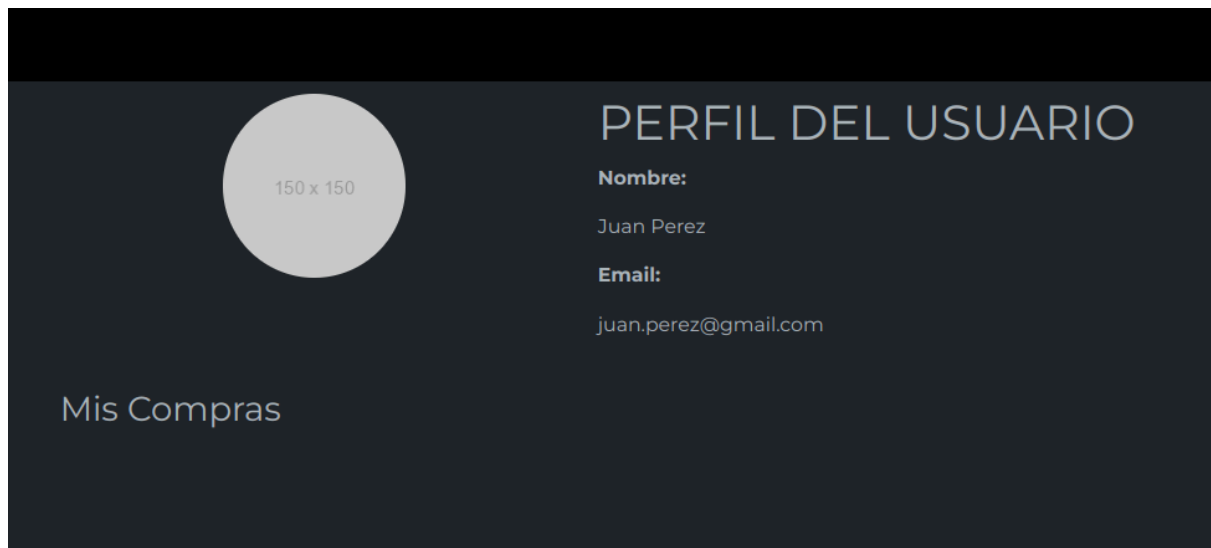 150 x 150
PERFIL DEL USUARIO
Nombre:
Juan Perez
Email:
juan.perez@gmail.com
Mis Compras